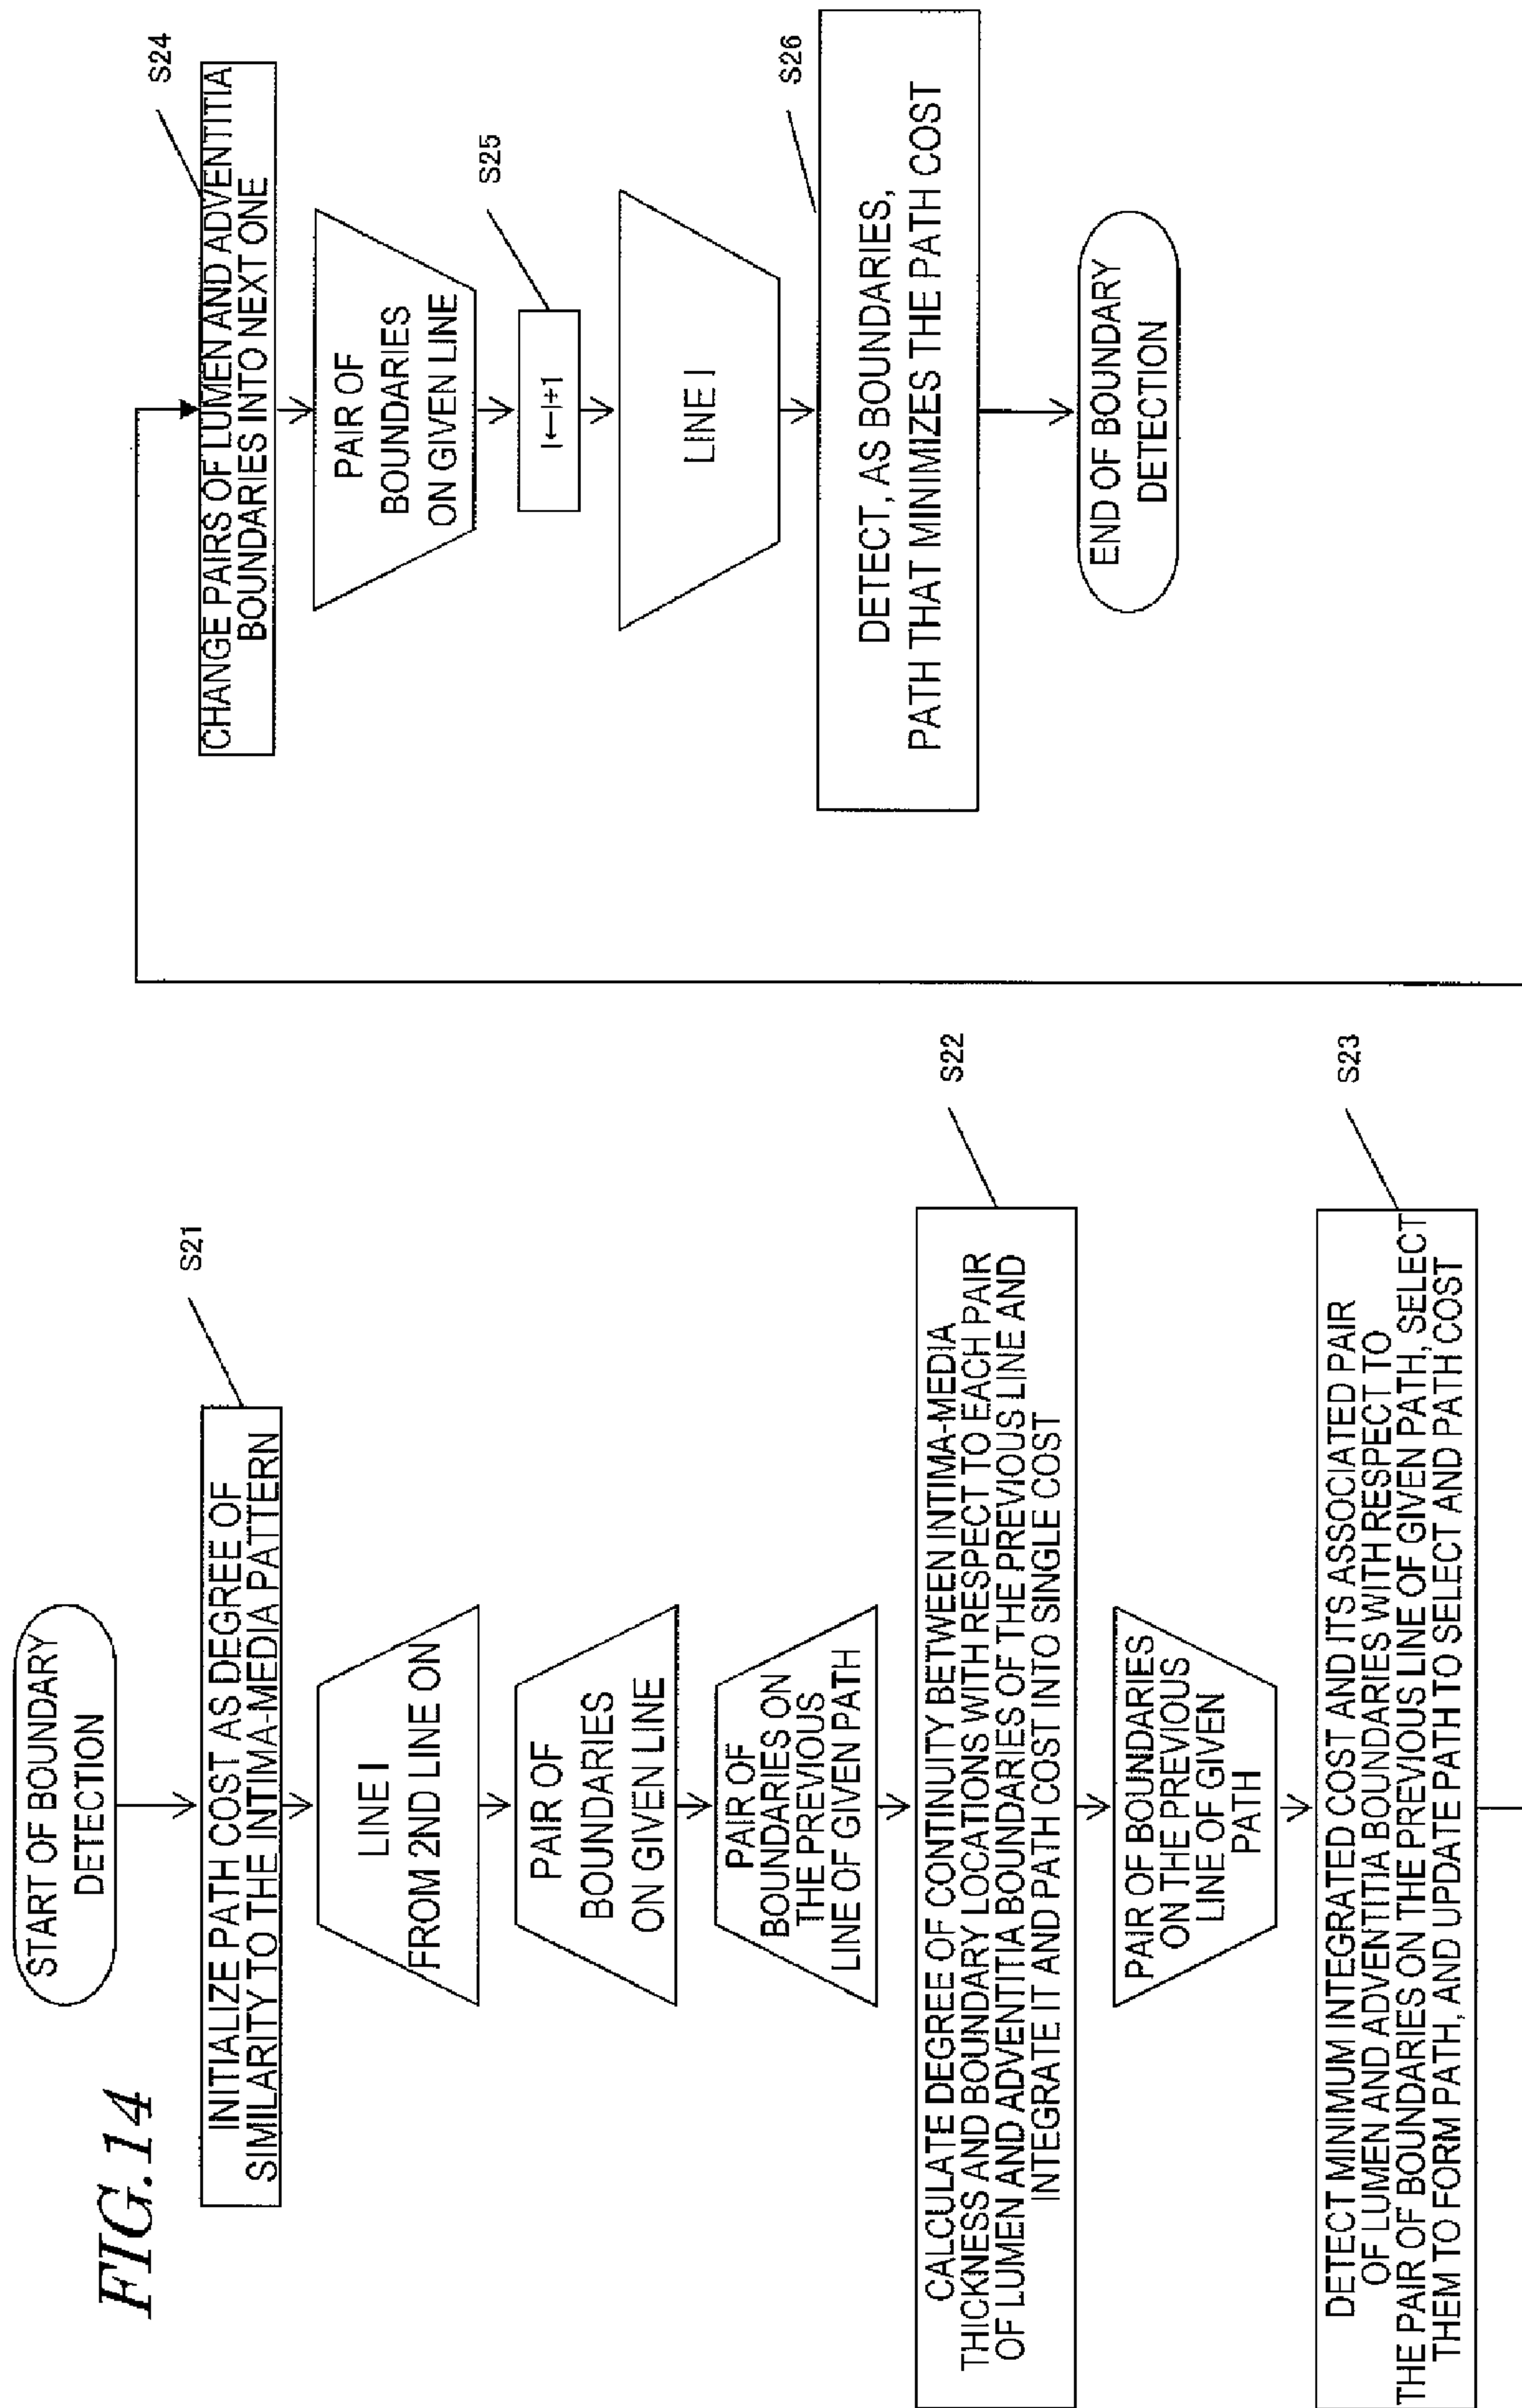 FIG.14
START OF BOUNDARY
DETECTION
S21
INITIALIZE PATH COST AS DEGREE OF
SIMILARITY TO THE INTIMA-MEDIA PATTERN
LINE I
FROM 2ND LINE ON
PAIR OF
BOUNDARIES
ON GIVEN LINE
PAIR OF
BOUNDARIES ON
THE PREVIOUS
LINE OF GIVEN PATH
S22
CALCULATE DEGREE OF CONTINUITY BETWEEN INTIMA-MEDIA
THICKNESS AND BOUNDARY LOCATIONS WITH RESPECT TO EACH PAIR
OF LUMEN AND ADVENTITIA BOUNDARIES OF THE PREVIOUS LINE AND
INTEGRATE IT AND PATH COST INTO SINGLE COST
PAIR OF BOUNDARIES
ON THE PREVIOUS
LINE OF GIVEN
PATH
S23
DETECT MINIMUM INTEGRATED COST AND ITS ASSOCIATED PAIR
OF LUMEN AND ADVENTITIA BOUNDARIES WITH RESPECT TO
THE PAIR OF BOUNDARIES ON THE PREVIOUS LINE OF GIVEN PATH, SELECT
THEM TO FORM PATH, AND UPDATE PATH TO SELECT AND PATH COST
S24
CHANGE PAIRS OF LUMEN AND ADVENTITIA
BOUNDARIES INTO NEXT ONE
PAIR OF
BOUNDARIES
ON GIVEN LINE
S25
I←I+1
LINE I
S26
DETECT, AS BOUNDARIES,
PATH THAT MINIMIZES THE PATH COST
END OF BOUNDARY
DETECTION